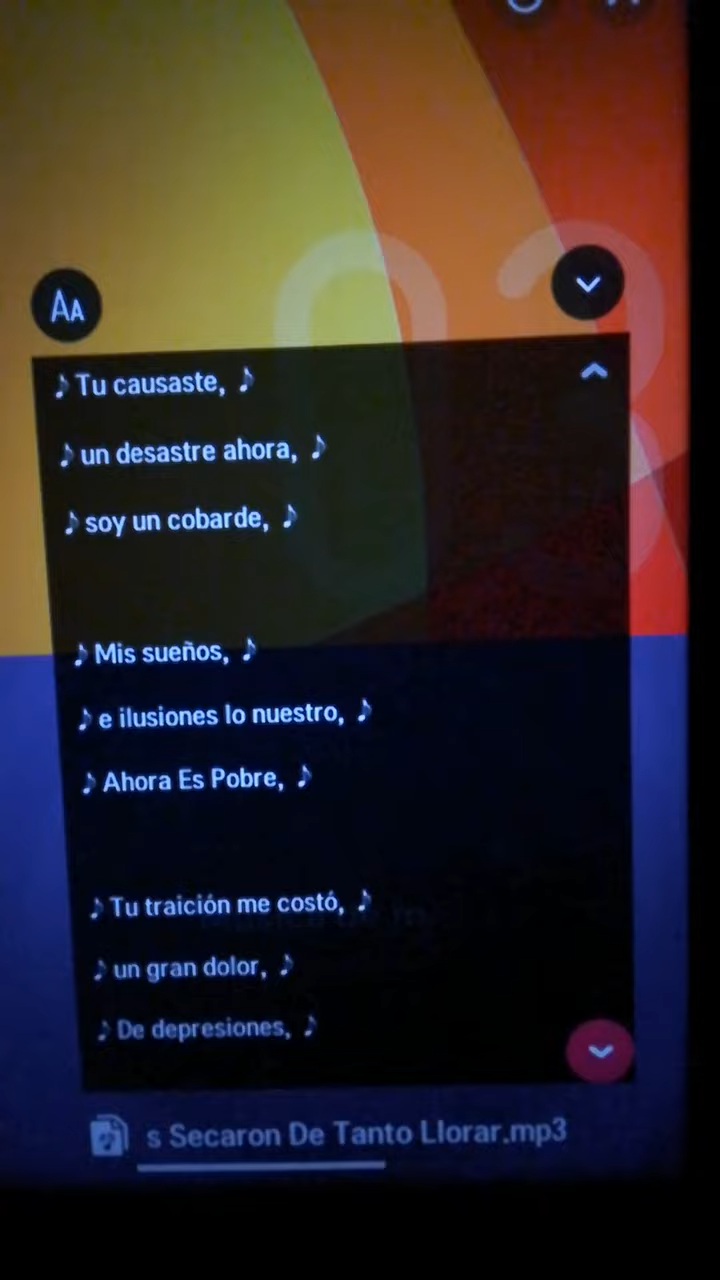 AA
♪ Tu causaste, ♪
♪ un desastre ahora, ♪
♪ soy un cobarde, ♪
♪ Mis sueños, ♪
♪ e ilusiones lo nuestro, ♪
♪ Ahora Es Pobre, ♪
♪ Tu traición me costó, ♪
♪ un gran dolor, ♪
♪ De depresiones, ♪
s Secaron De Tanto Llorar.mp3